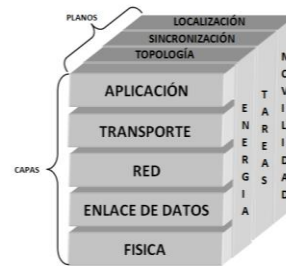 PLANOS
LOCALIZACIÓN
SINCRONIZACIÓN
TOPOLOGÍA
APLICACIÓN
TRANSPORTE
RED
ENLACE DE DATOS
FISICA
CAPAS
ENERGIA
TAREAS
MOVILIDAD